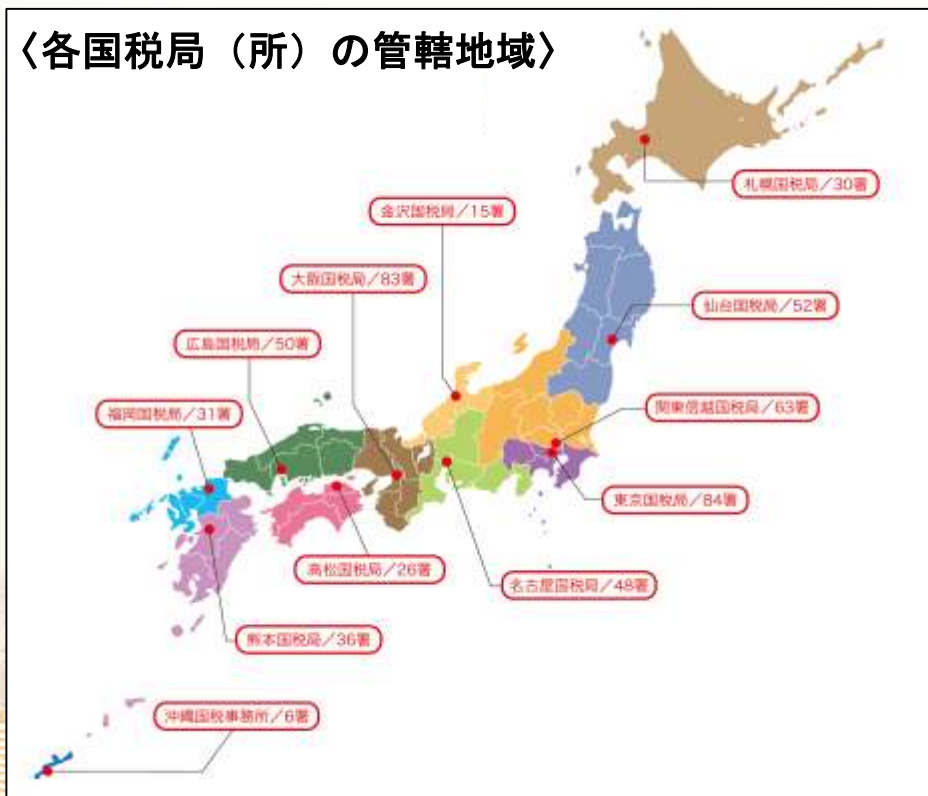 〈各国税局（所）の管轄地域〉
札幌国税局／30署
金沢国税局／15署
大阪国税局／83署
仙台国税局／52署
広島国税局／50署
福岡国税局／31署
関東信越国税局／63署
東京国税局／84署
高松国税局／26署
名古屋国税局／48署
熊本国税局／36署
沖縄国税事務所／6署